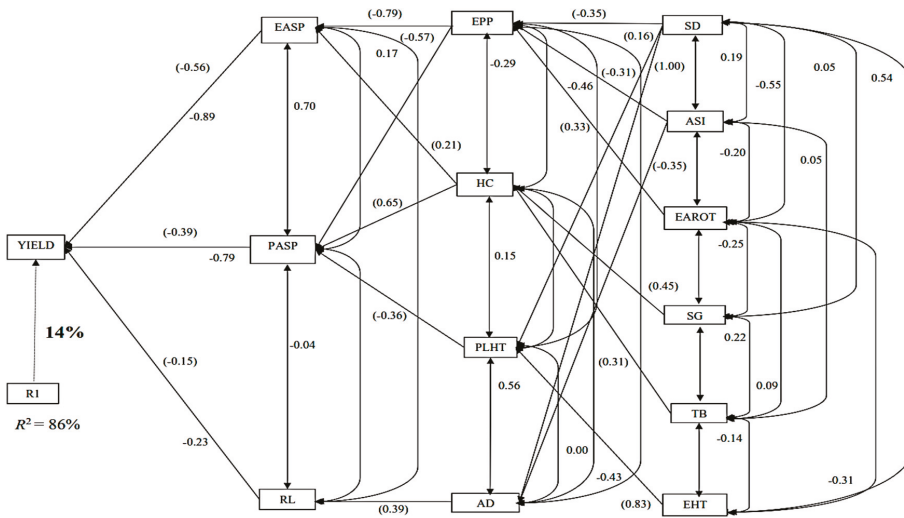 EASP
EPP
SD
(-0.79)
(-0.35)
(-0.57)
(0.16)
0.17
(-0.56)
-0.29
-0.46
(-0.31)
(1.00)
0.19
-0.55
0.05
0.54
-0.89
0.70
ASI
(0.33)
-0.20
0.05
(0.21)
(-0.35)
HC
(0.65)
EAROT
YIELD
(-0.39)
PASP
-0.79
-0.25
0.15
(0.45)
(-0.36)
SG
14%
-0.04
PLHT
0.22
(-0.15)
(0.31)
R1
0.56
0.09
TB
R² = 86%
-0.23
0.00
-0.14
-0.43
-0.31
RL
(0.39)
AD
(0.83)
EHT